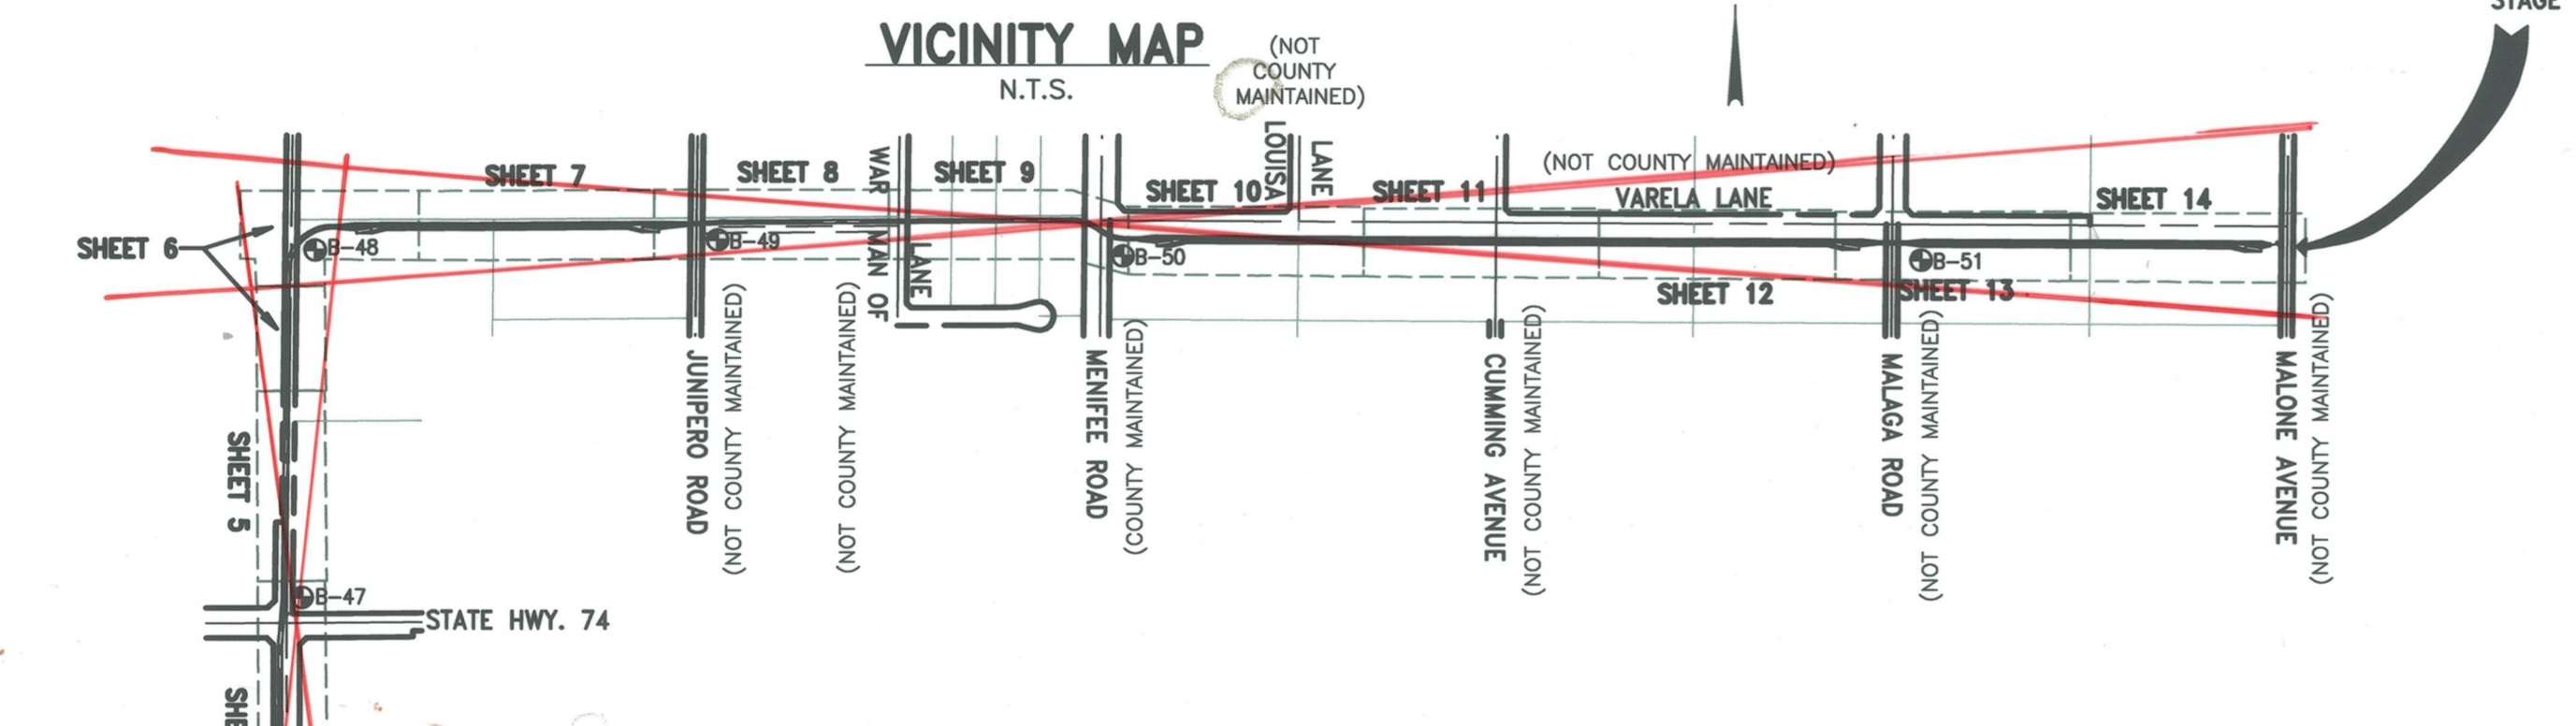 STAGE
VICINITY MAP
N.T.S.
(NOT
COUNTY
MAINTAINED)
LOUISA
LANE
SHEET 7
SHEET 8
WAR MAN OF
LANE
SHEET 9
SHEET 10
SHEET 11
(NOT COUNTY MAINTAINED)
VARELA LANE
SHEET 14
SHEET 6
B-48
B-49
B-50
B-51
SHEET 12
SHEET 13
JUNIPERO ROAD
(NOT COUNTY MAINTAINED)
(NOT COUNTY MAINTAINED)
MENIFEE ROAD
(COUNTY MAINTAINED)
CUMMING AVENUE
(NOT COUNTY MAINTAINED)
MALAGA ROAD
(NOT COUNTY MAINTAINED)
MALONE AVENUE
(NOT COUNTY MAINTAINED)
SHEET 5
B-47
STATE HWY. 74